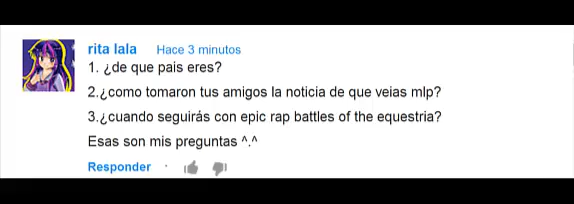 rita lala Hace 3 minutos
1. ¿de que pais eres?
2.¿como tomaron tus amigos la noticia de que veias mlp?
3.¿cuando seguirás con epic rap battles of the equestria?
Esas son mis preguntas ^.^
Responder ·